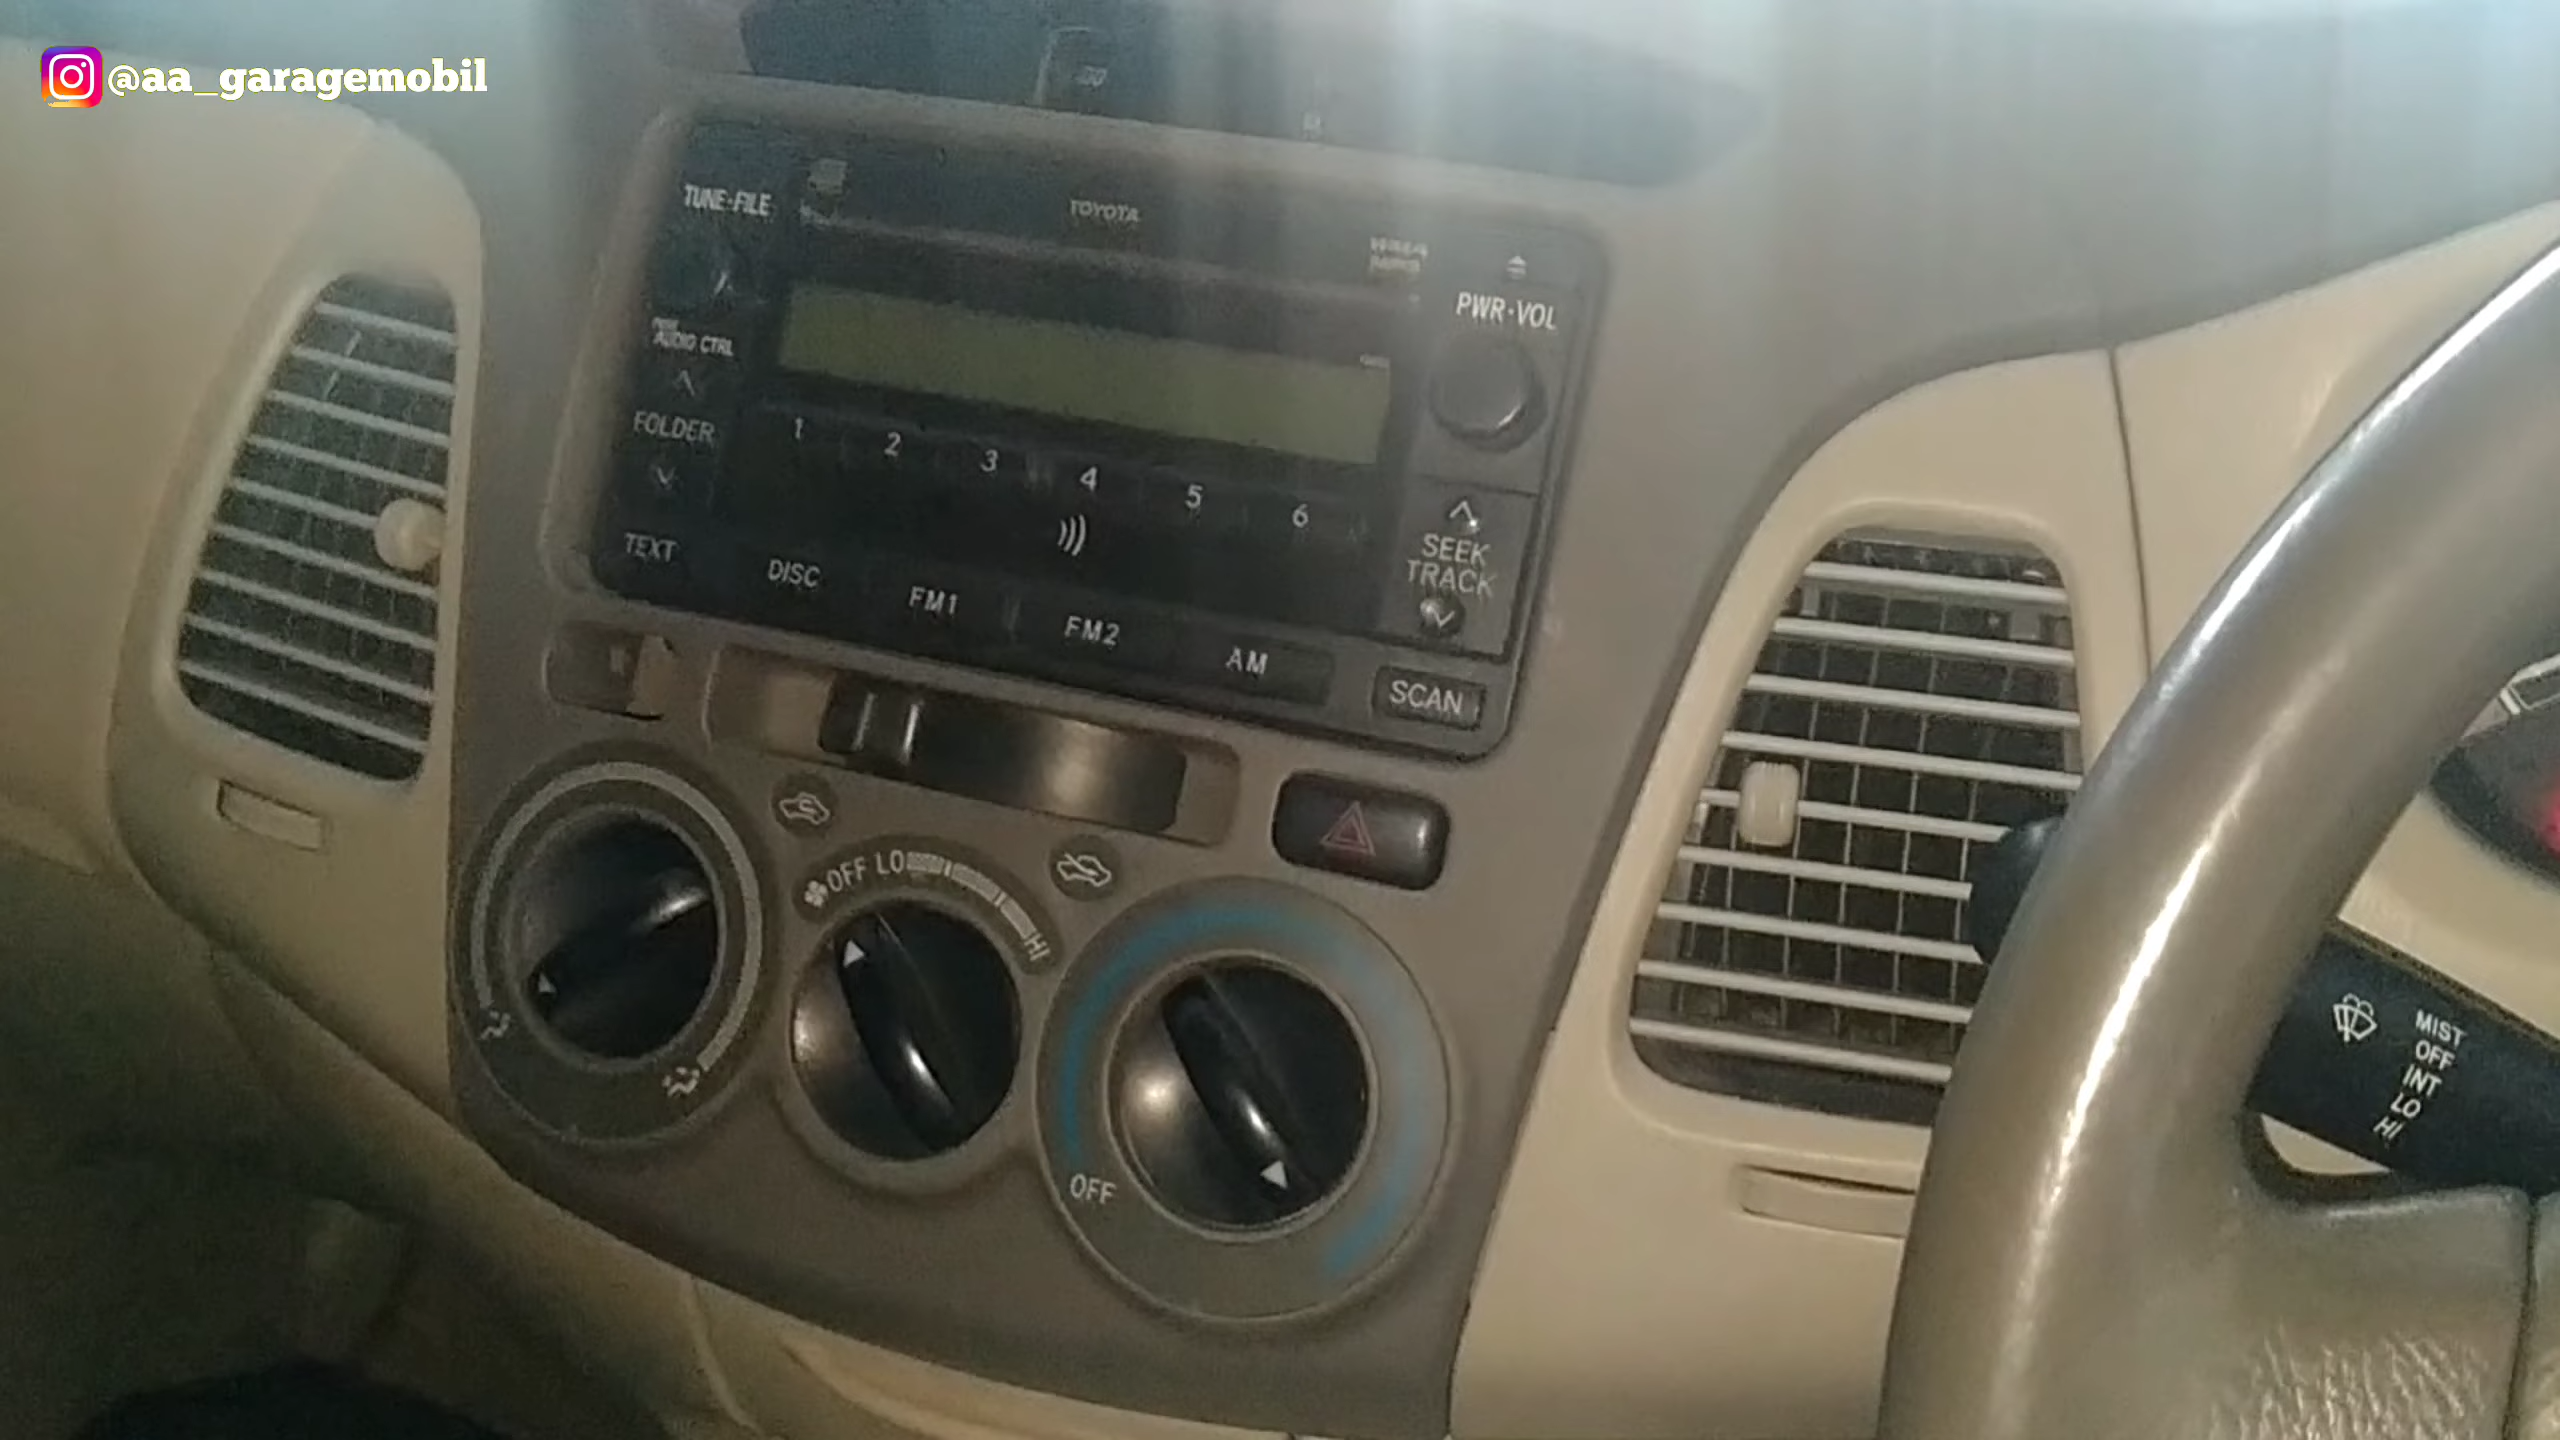 @aa_garagemobil
TUNE·FILE
TOYOTA
PWR·VOL
AUDIO CTRL
FOLDER
1 2 3 4 5 6
SEEK
TRACK
TEXT
DISC
FM1
FM2
AM
SCAN
OFF LO
HI
OFF
MIST
OFF
INT
LO
HI